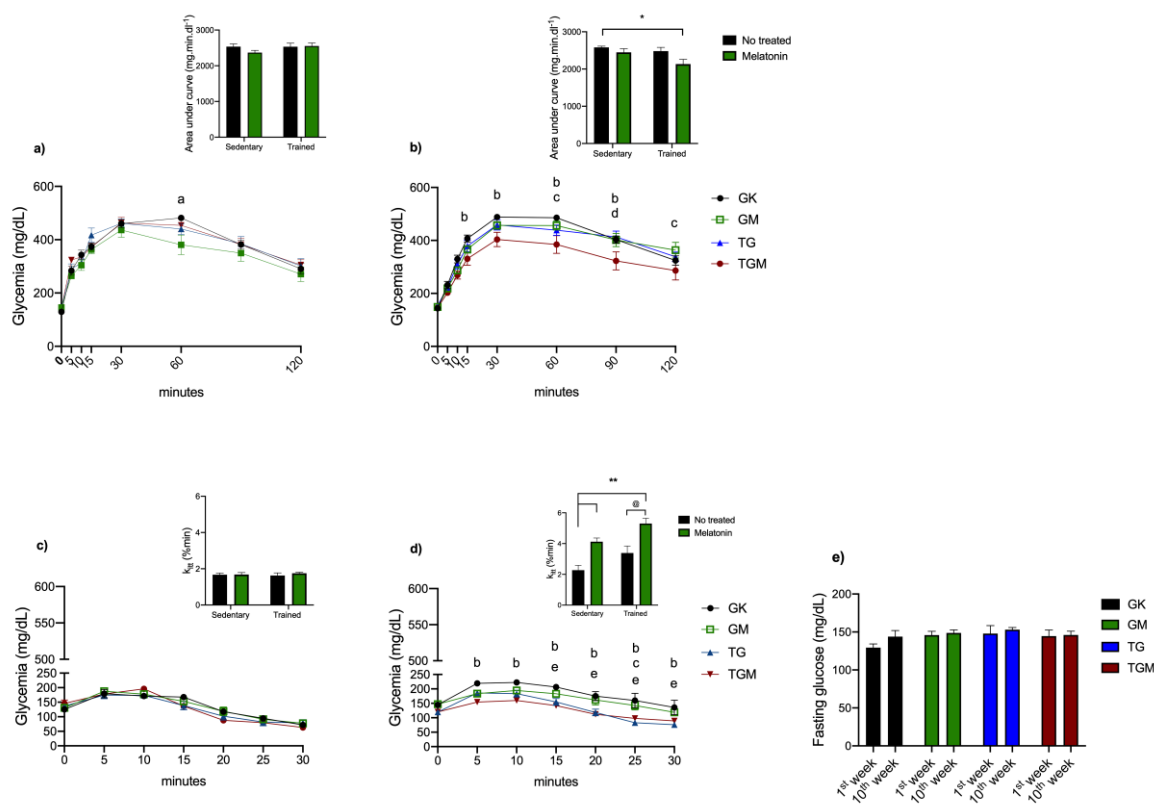 Area under curve (mg.min.dl-1)
3000
2000
1000
0
Sedentary
Trained
*
Area under curve (mg.min.dl-1)
3000
2000
1000
0
Sedentary
Trained
No treated
Melatonin
a)
Glycemia (mg/dL)
600
400
200
0
a
0
5
10
15
30
60
120
minutes
b)
Glycemia (mg/dL)
600
400
200
0
b
b
b
c
b
d
c
0
5
10
15
30
60
90
120
minutes
GK
GM
TG
TGM
kitt (%min)
6
4
2
0
Sedentary
Trained
c)
Glycemia (mg/dL)
600
550
500
250
200
150
100
50
0
0
5
10
15
20
25
30
minutes
**
@
kitt (%min)
6
4
2
0
Sedentary
Trained
No treated
Melatonin
d)
Glycemia (mg/dL)
600
550
500
250
200
150
100
50
0
b
b
b
e
b
e
b
c
e
b
e
0
5
10
15
20
25
30
minutes
GK
GM
TG
TGM
e)
Fasting glucose (mg/dL)
200
150
100
50
0
1st week
10th week
1st week
10th week
1st week
10th week
1st week
10th week
GK
GM
TG
TGM